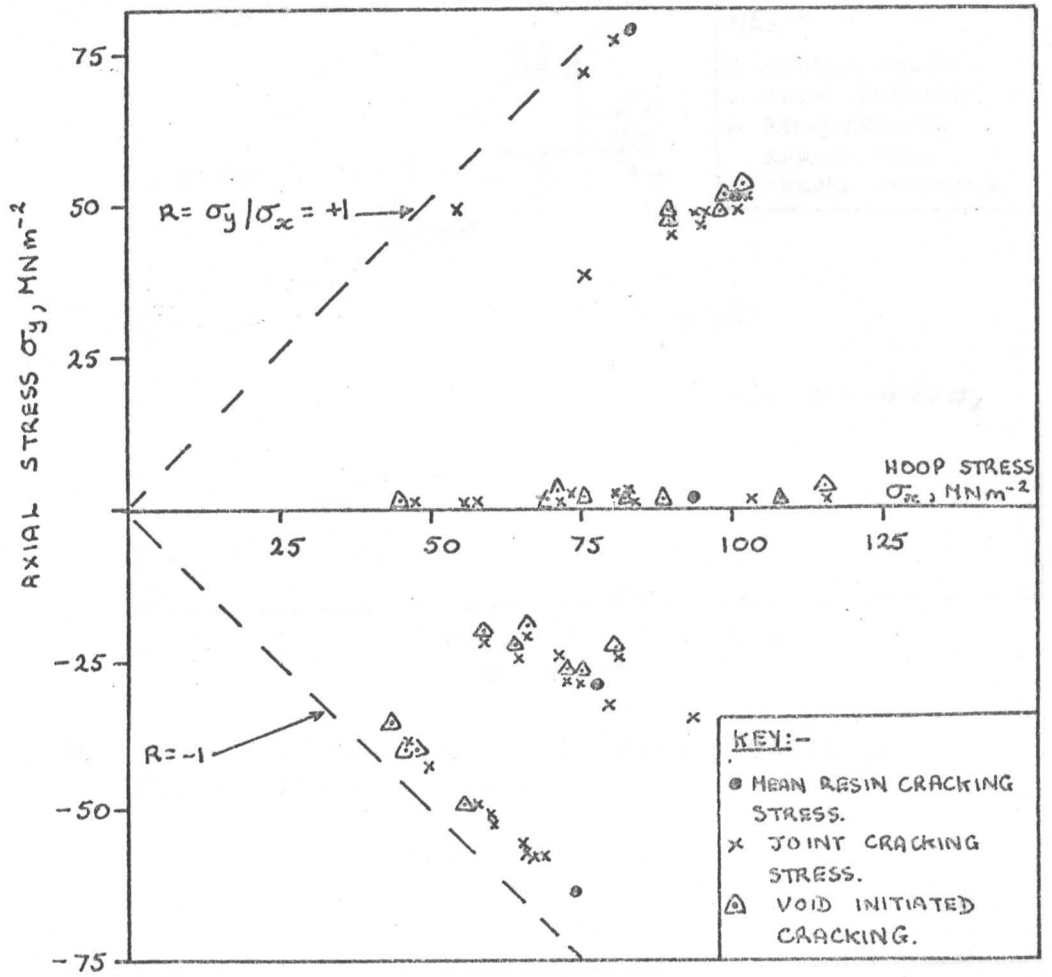 AXIAL STRESS σy, MNm⁻²
75
50
25
-25
-50
-75
R = σy/σx = +1
HOOP STRESS
σx, MNm⁻²
25
50
75
100
125
R=-1
KEY:-
MEAN RESIN CRACKING
STRESS.
JOINT CRACKING
STRESS.
VOID INITIATED
CRACKING.